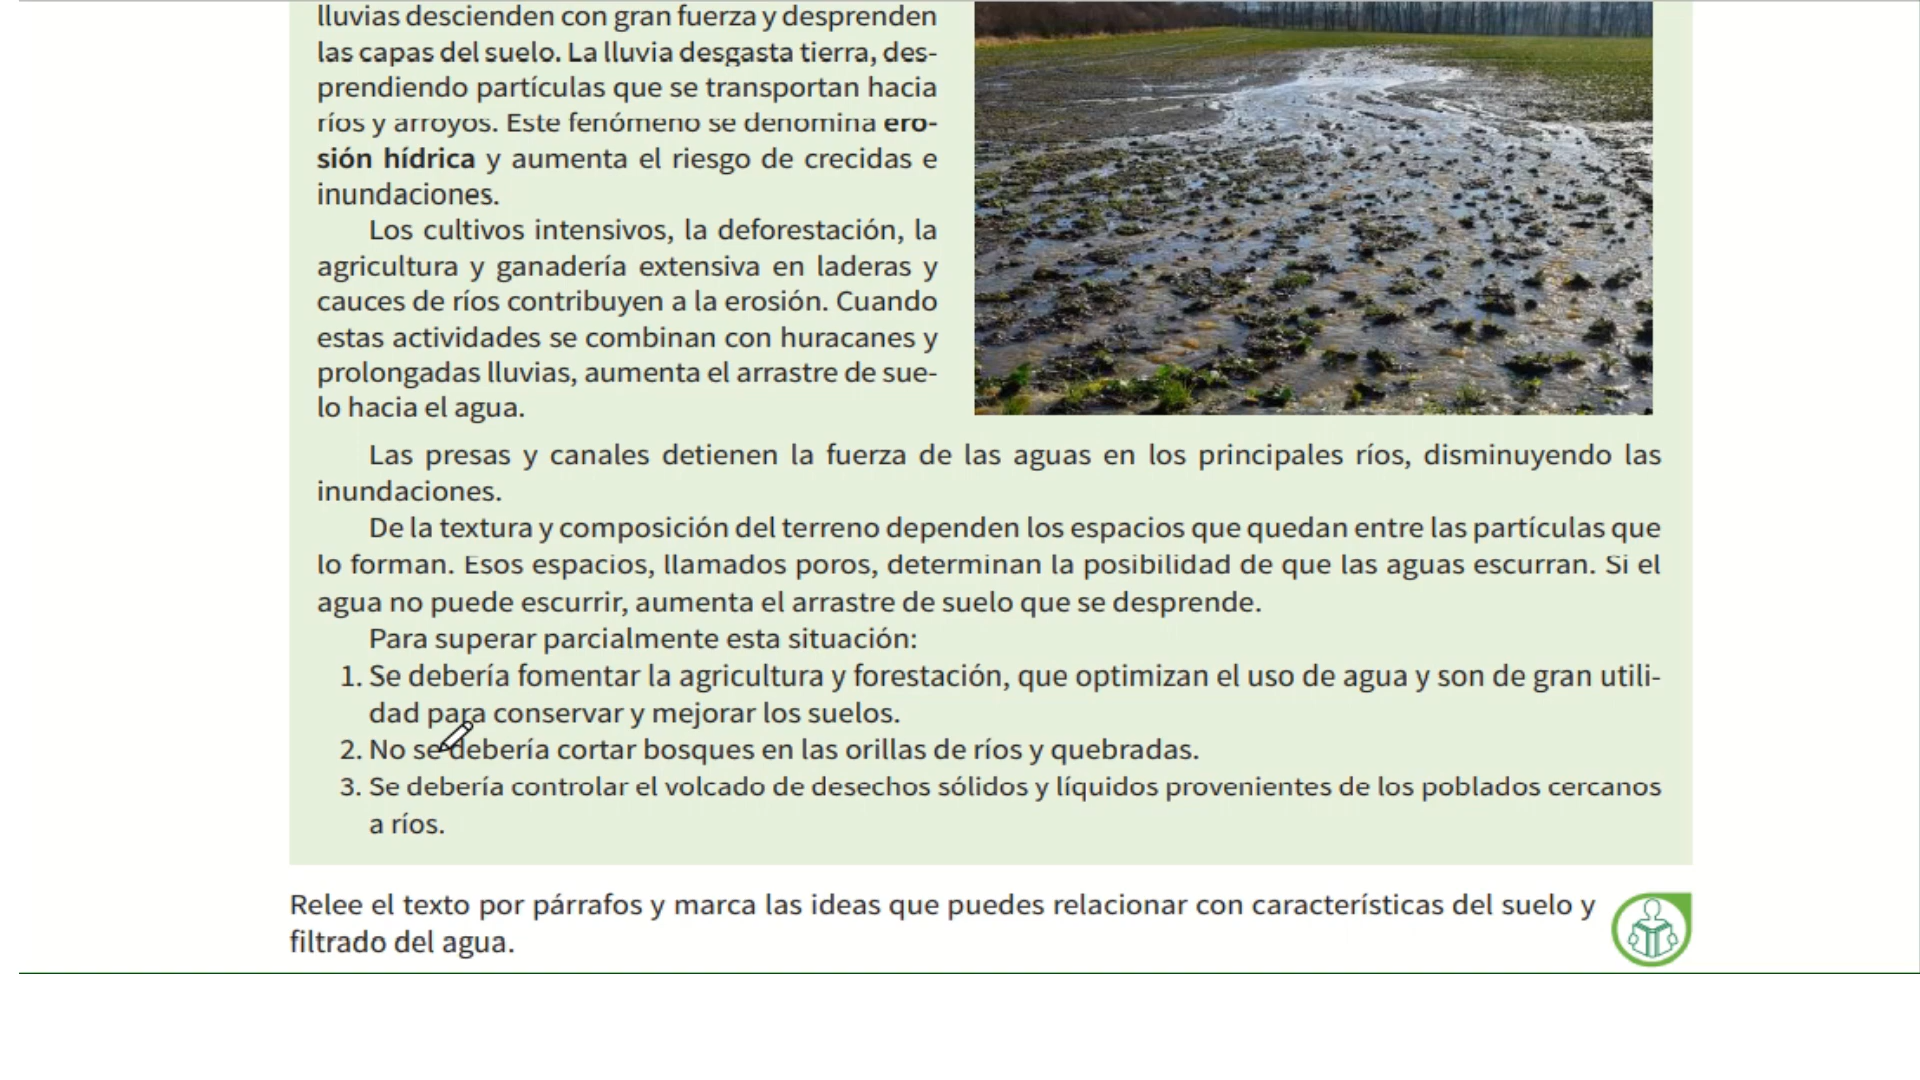 lluvias descienden con gran fuerza y desprenden
las capas del suelo. La lluvia desgasta tierra, des-
prendiendo partículas que se transportan hacia
ríos y arroyos. Este fenómeno se denomina ero-
sión hídrica y aumenta el riesgo de crecidas e
inundaciones.
Los cultivos intensivos, la deforestación, la
agricultura y ganadería extensiva en laderas y
cauces de ríos contribuyen a la erosión. Cuando
estas actividades se combinan con huracanes y
prolongadas lluvias, aumenta el arrastre de sue-
lo hacia el agua.
Las presas y canales detienen la fuerza de las aguas en los principales ríos, disminuyendo las
inundaciones.
De la textura y composición del terreno dependen los espacios que quedan entre las partículas que
lo forman. Esos espacios, llamados poros, determinan la posibilidad de que las aguas escurran. Si el
agua no puede escurrir, aumenta el arrastre de suelo que se desprende.
Para superar parcialmente esta situación:
1. Se debería fomentar la agricultura y forestación, que optimizan el uso de agua y son de gran utili-
dad para conservar y mejorar los suelos.
2. No se debería cortar bosques en las orillas de ríos y quebradas.
3. Se debería controlar el volcado de desechos sólidos y líquidos provenientes de los poblados cercanos
a ríos.
Relee el texto por párrafos y marca las ideas que puedes relacionar con características del suelo y
filtrado del agua.